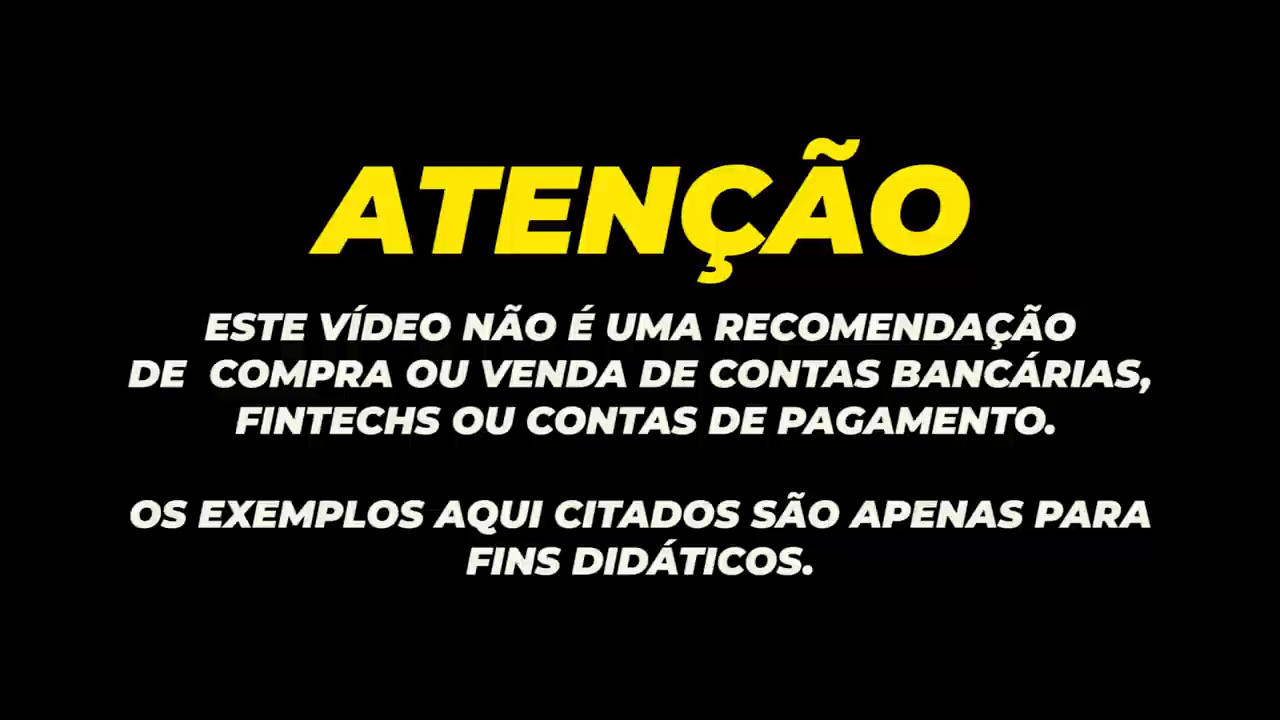 ATENÇÃO
ESTE VÍDEO NÃO É UMA RECOMENDAÇÃO
DE COMPRA OU VENDA DE CONTAS BANCÁRIAS,
FINTECHS OU CONTAS DE PAGAMENTO.
OS EXEMPLOS AQUI CITADOS SÃO APENAS PARA
FINS DIDÁTICOS.